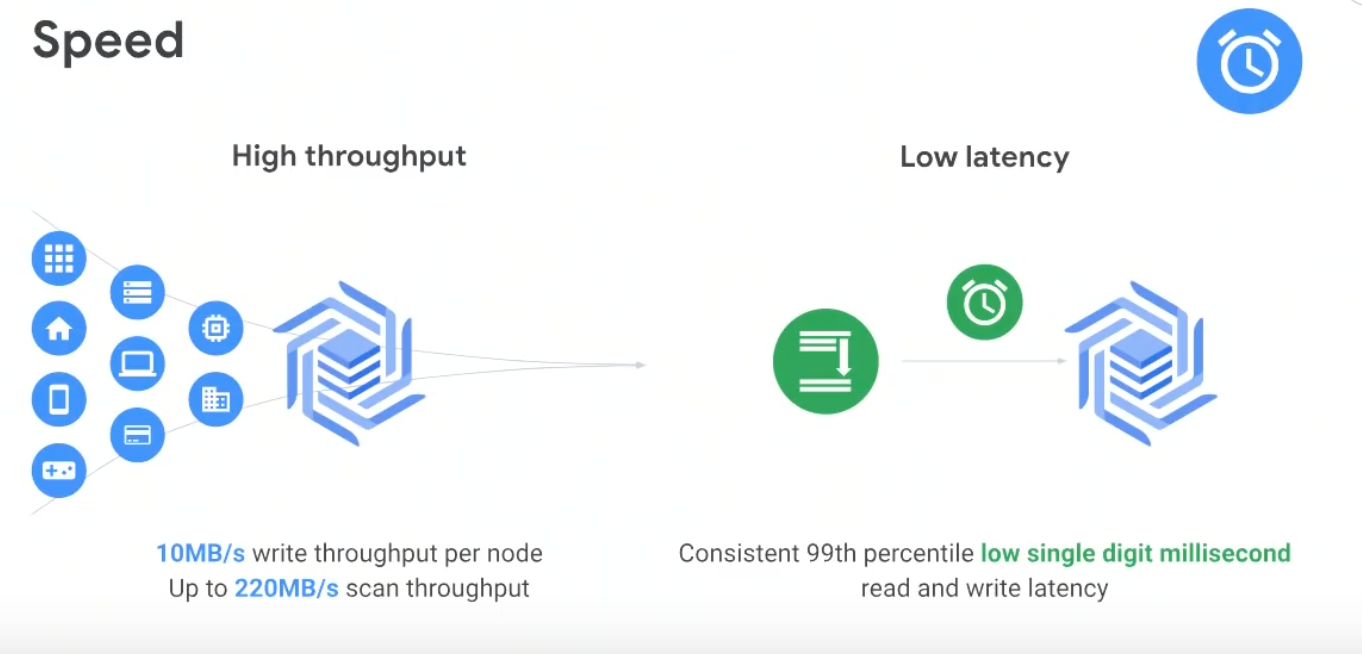 Speed
High throughput
Low latency
10MB/s write throughput per node
Up to 220MB/s scan throughput
Consistent 99th percentile low single digit millisecond
read and write latency